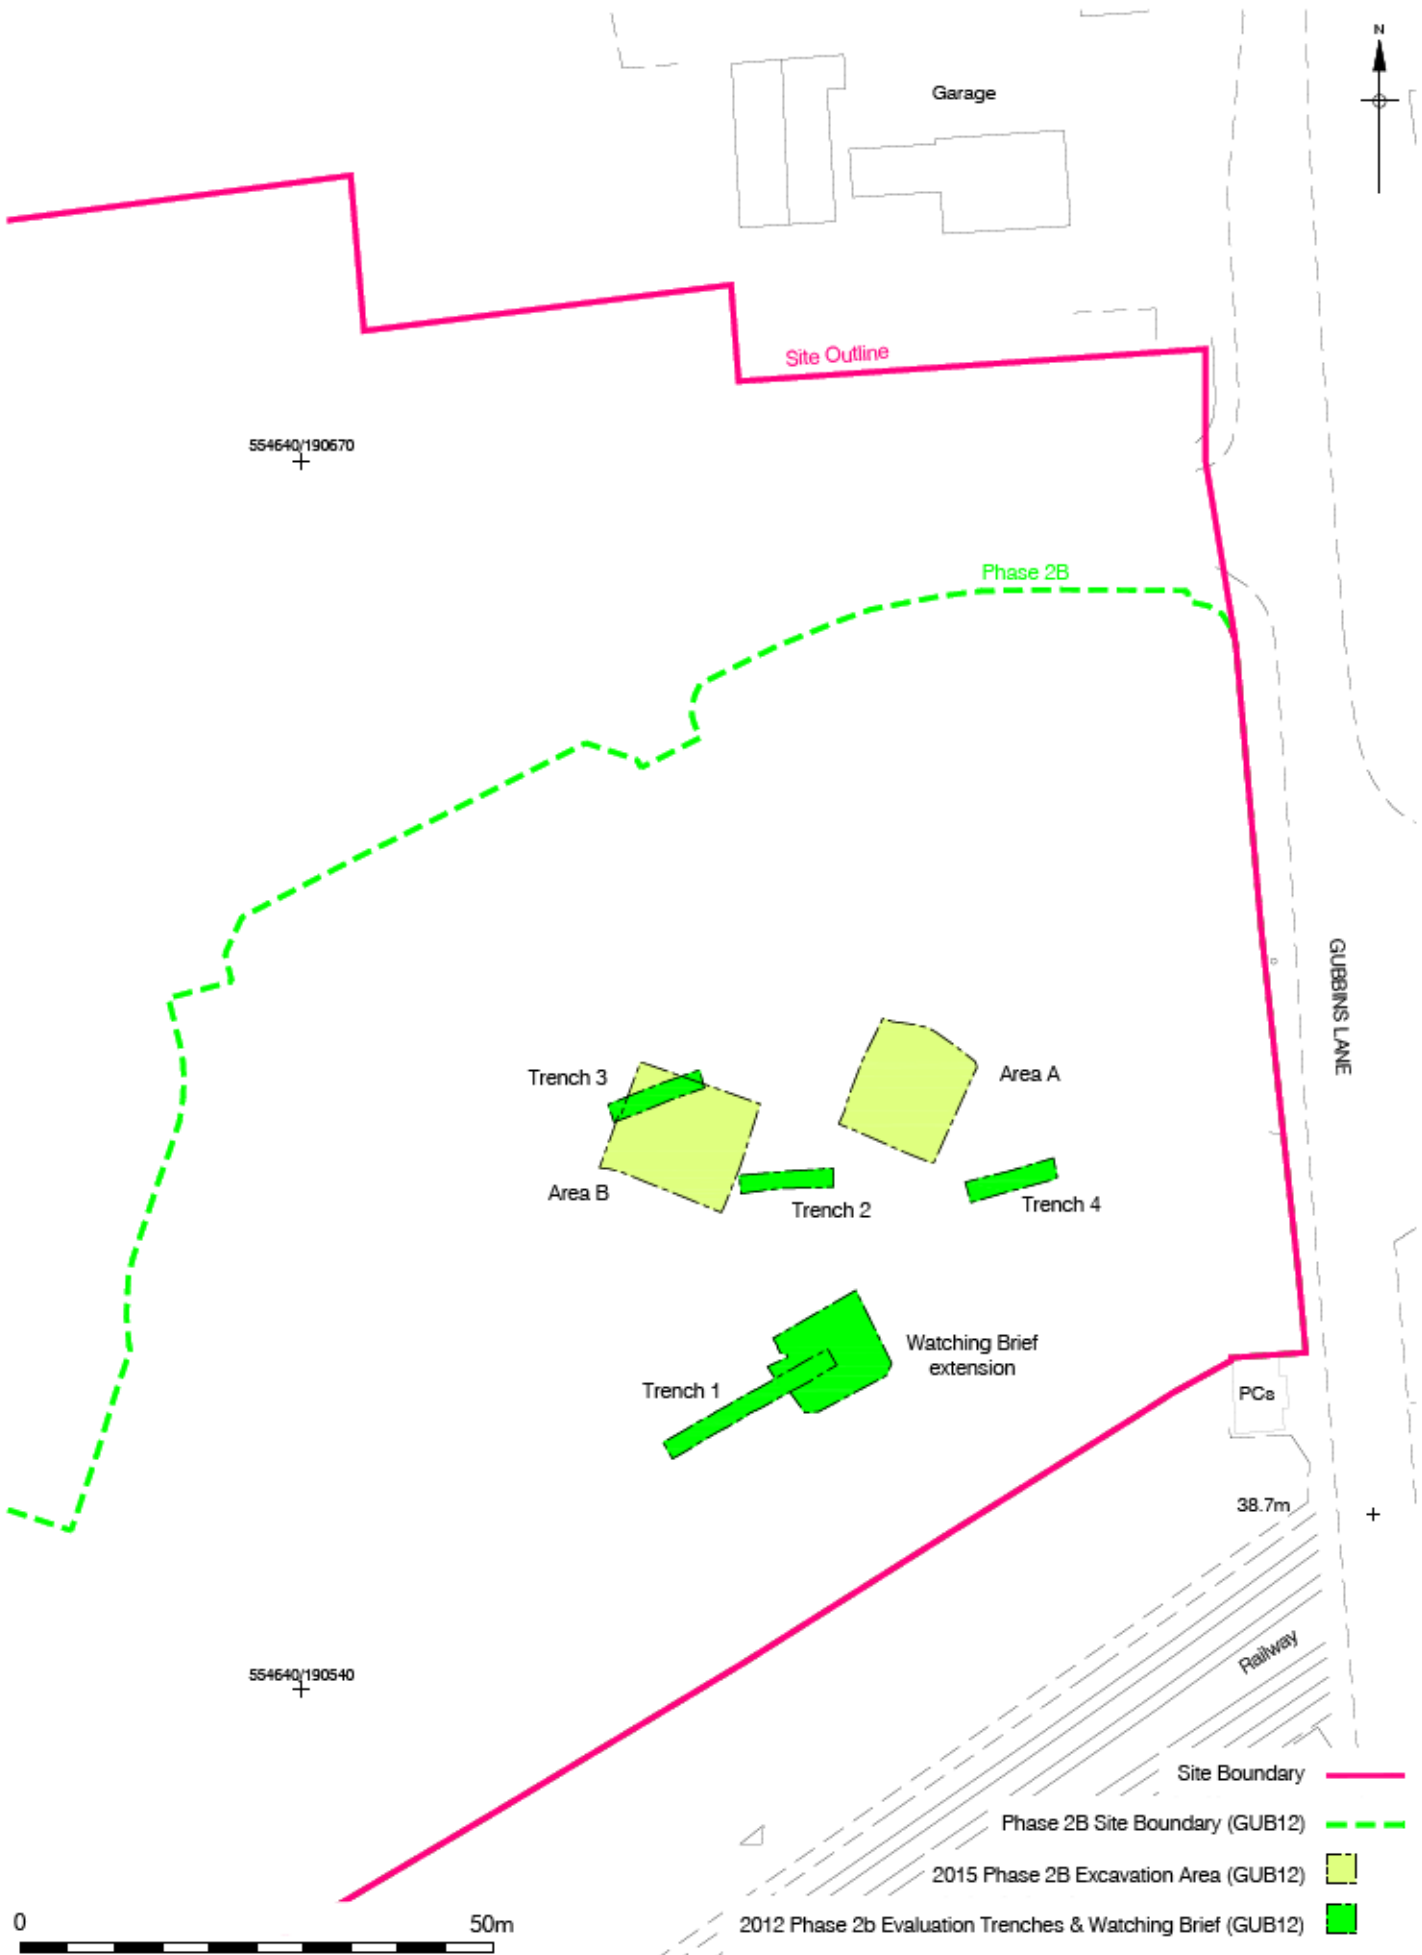 N
Garage
Site Outline
554640/190670
Phase 2B
GUBBINS LANE
Trench 3
Area A
Area B
Trench 2
Trench 4
Watching Brief
extension
Trench 1
PCs
38.7m
Railway
554640/190540
Site Boundary
Phase 2B Site Boundary (GUB12)
2015 Phase 2B Excavation Area (GUB12)
2012 Phase 2b Evaluation Trenches & Watching Brief (GUB12)
0
50m